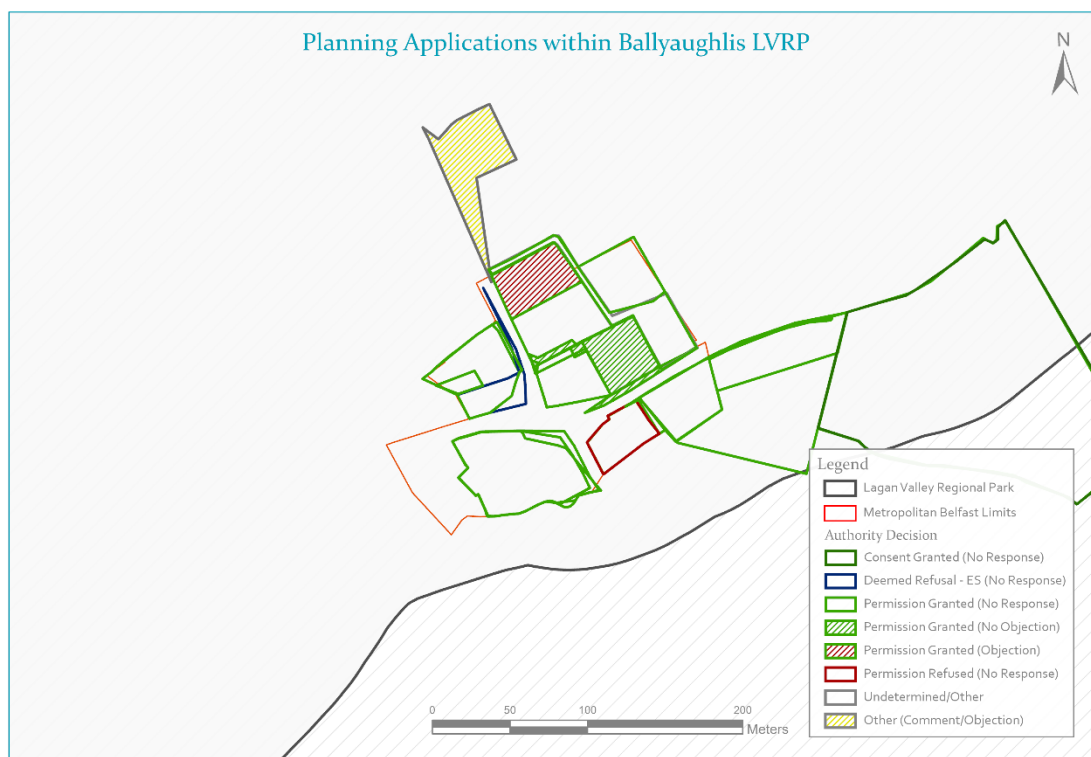 Planning Applications within Ballyaughlis LVRP
N
Legend
Lagan Valley Regional Park
Metropolitan Belfast Limits
Authority Decision
Consent Granted (No Response)
Deemed Refusal - ES (No Response)
Permission Granted (No Response)
Permission Granted (No Objection)
Permission Granted (Objection)
Permission Refused (No Response)
Undetermined/Other
Other (Comment/Objection)
0 50 100 200
Meters